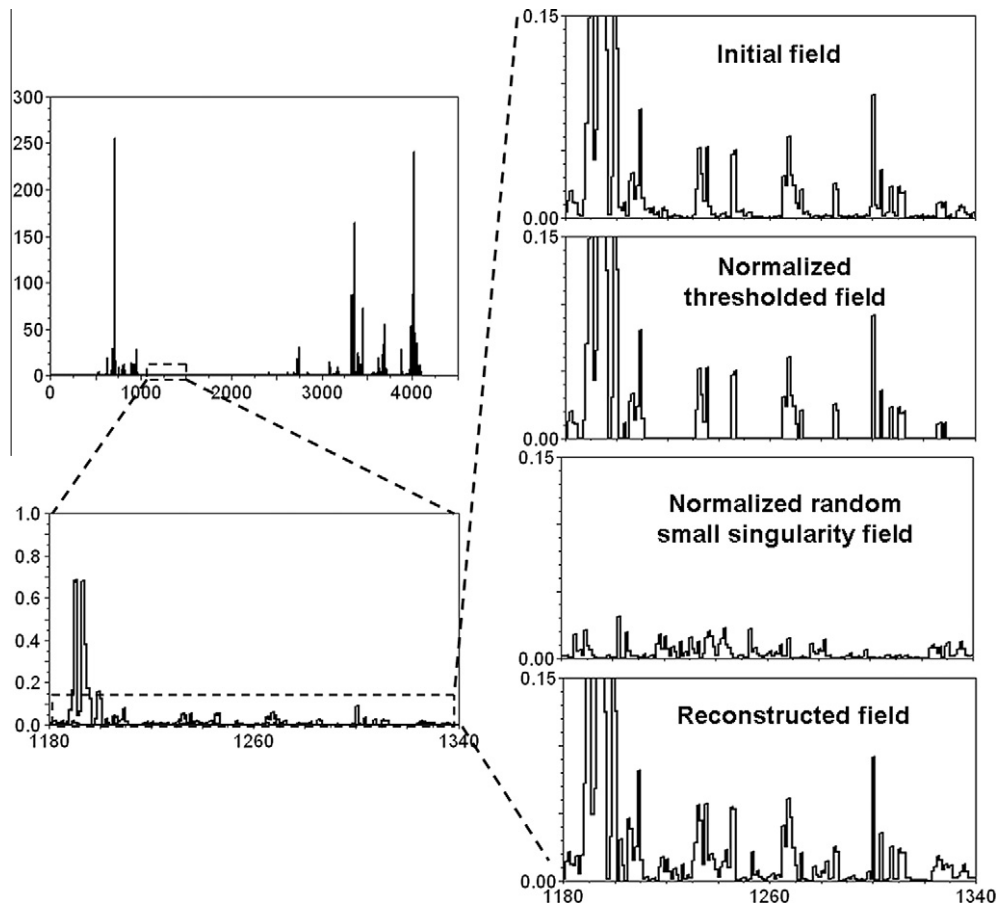 300
250
200
150
100
50
0
0 1000 2000 3000 4000
1.0
0.8
0.6
0.4
0.2
0.0
1180 1260 1340
0.15
Initial field
0.00
0.15
Normalized
thresholded field
0.00
0.15
Normalized random
small singularity field
0.00
0.15
Reconstructed field
0.00
1180 1260 1340